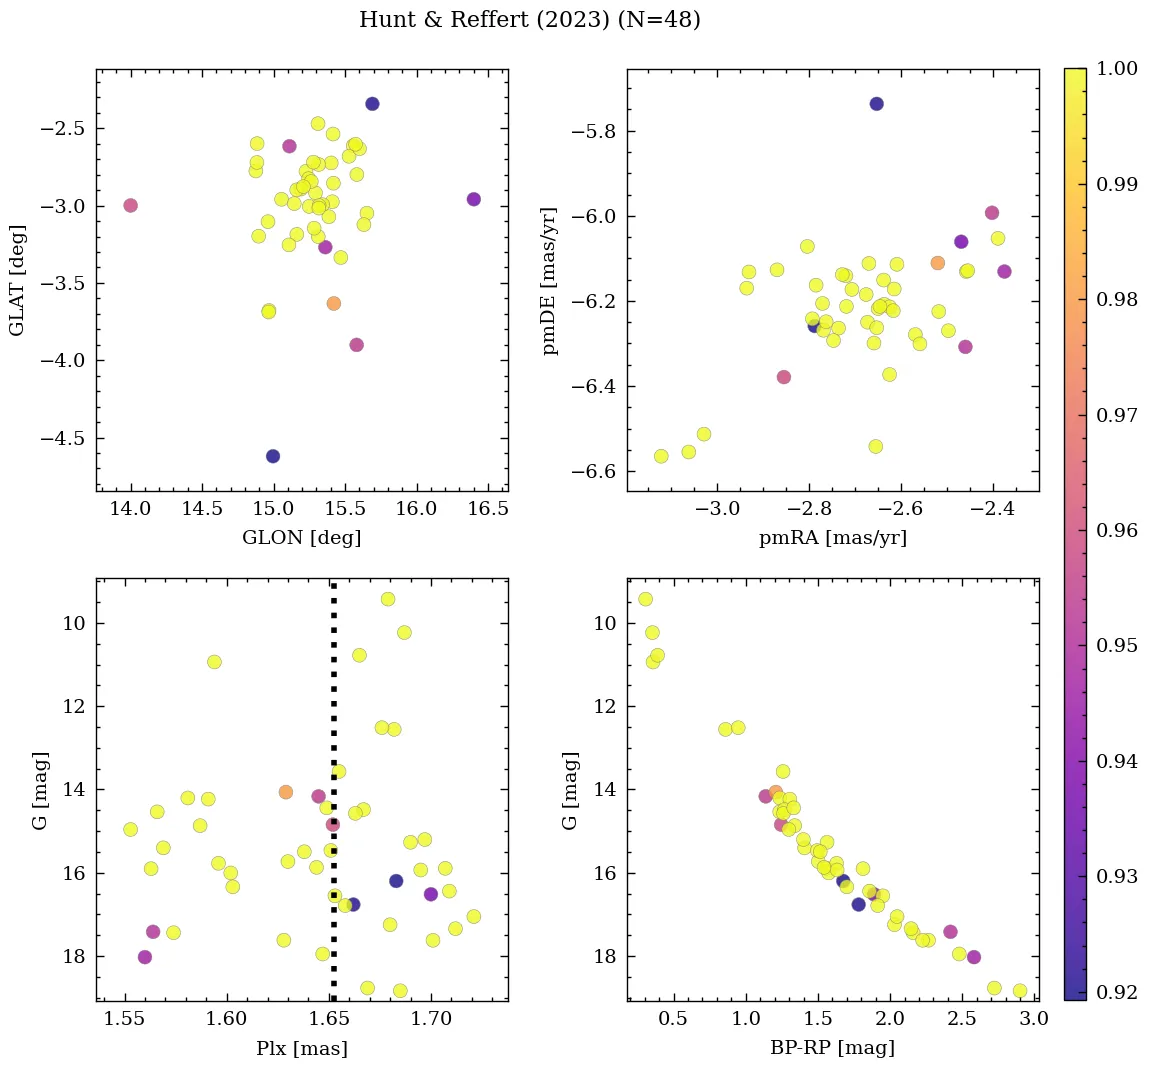 Hunt & Reffert (2023) (N=48)
−2.5
−3.0
−3.5
−4.0
−4.5
GLAT [deg]
14.0 14.5 15.0 15.5 16.0 16.5
GLON [deg]
−5.8
−6.0
−6.2
−6.4
−6.6
pmDE [mas/yr]
−3.0 −2.8 −2.6 −2.4
pmRA [mas/yr]
10
12
14
16
18
G [mag]
1.55 1.60 1.65 1.70
Plx [mas]
10
12
14
16
18
G [mag]
0.5 1.0 1.5 2.0 2.5 3.0
BP-RP [mag]
1.00
0.99
0.98
0.97
0.96
0.95
0.94
0.93
0.92